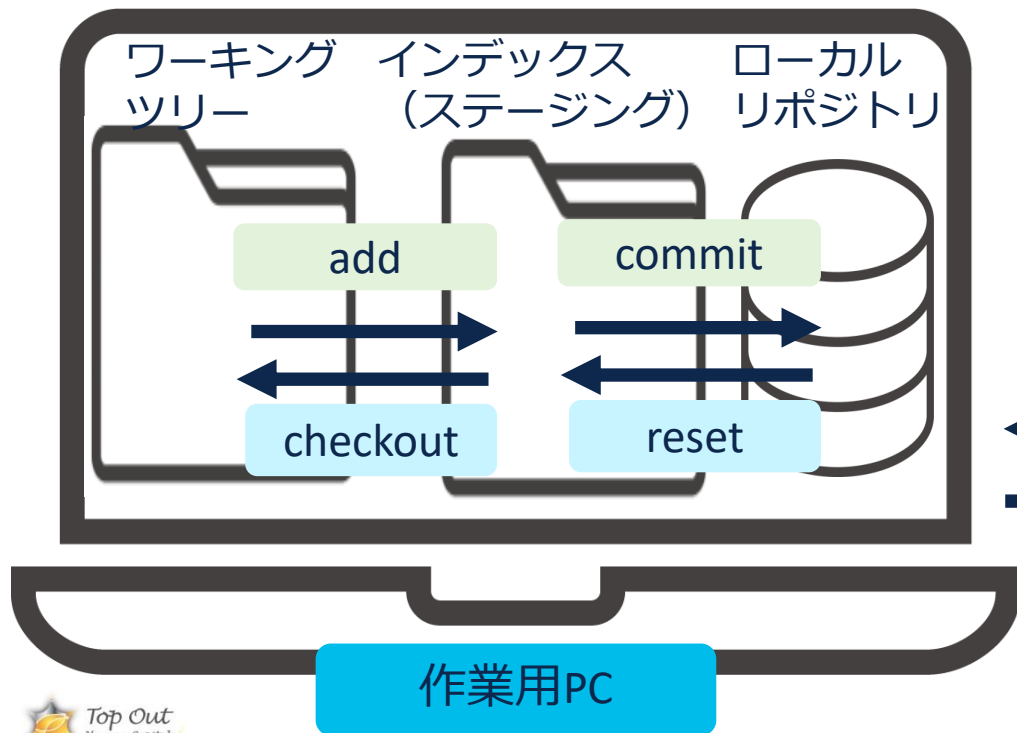 ワーキング
ツリー
インデックス
（ステージング）
ローカル
リポジトリ
add
commit
checkout
reset
作業用PC
Top Out